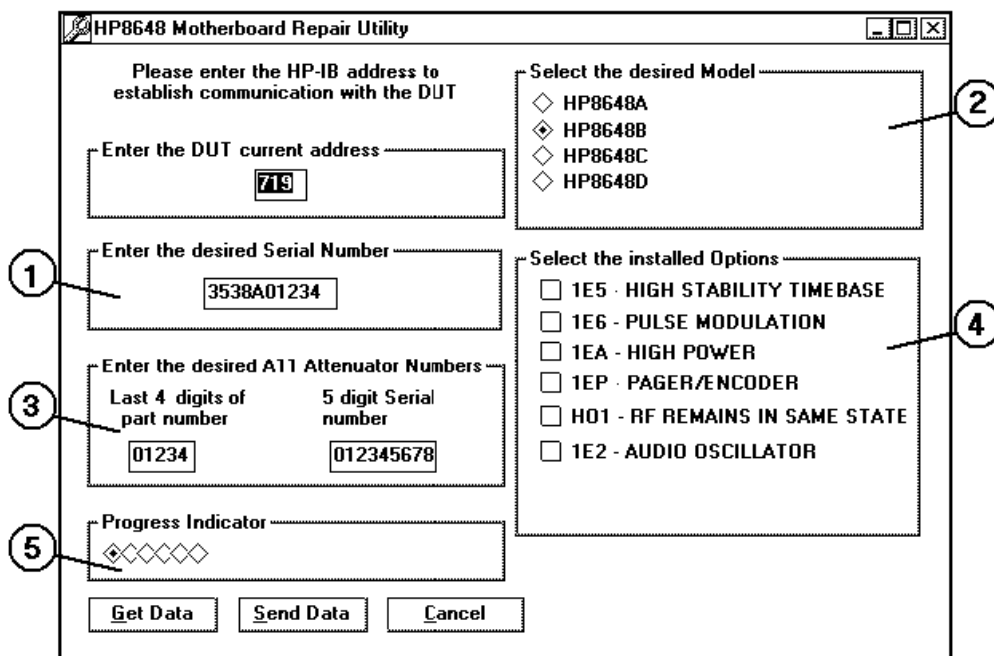 HP8648 Motherboard Repair Utility
Please enter the HP-IB address to
establish communication with the DUT
Enter the DUT current address
719
1
Enter the desired Serial Number
3538A01234
3
Enter the desired A11 Attenuator Numbers
Last 4 digits of
part number
01234
5 digit Serial
number
012345678
5
Progress Indicator
Get Data
Send Data
Cancel
2
Select the desired Model
HP8648A
HP8648B
HP8648C
HP8648D
4
Select the installed Options
1E5 - HIGH STABILITY TIMEBASE
1E6 - PULSE MODULATION
1EA - HIGH POWER
1EP - PAGER/ENCODER
HO1 - RF REMAINS IN SAME STATE
1E2 - AUDIO OSCILLATOR